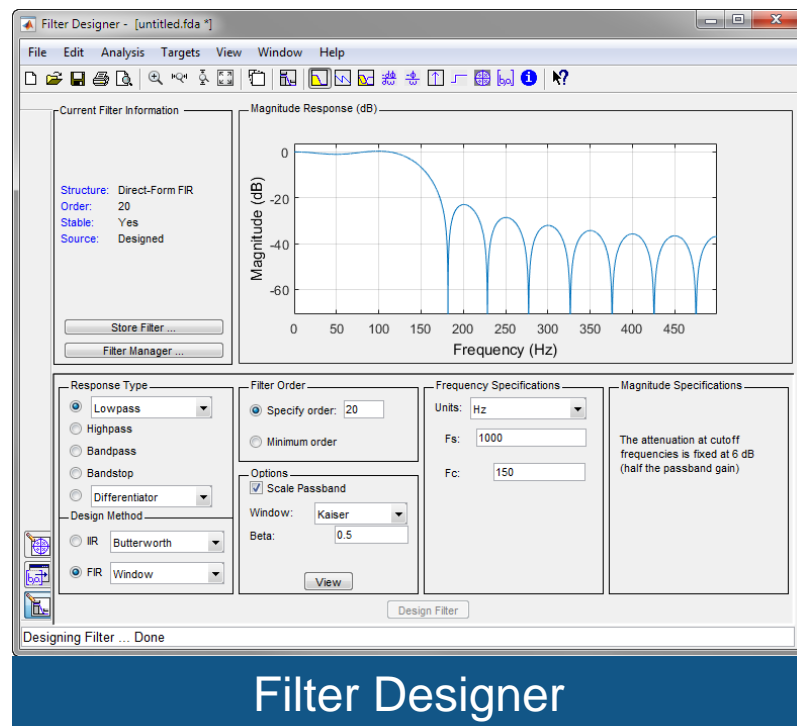 Filter Designer - [untitled.fda *]
File Edit Analysis Targets View Window Help
Current Filter Information
Structure: Direct-Form FIR
Order: 20
Stable: Yes
Source: Designed
Store Filter ...
Filter Manager ...
Magnitude Response (dB)
Magnitude (dB)
0
-20
-40
-60
0 50 100 150 200 250 300 350 400 450
Frequency (Hz)
Response Type
Lowpass
Highpass
Bandpass
Bandstop
Differentiator
Design Method
IIR Butterworth
FIR Window
Filter Order
Specify order: 20
Minimum order
Options
Scale Passband
Window: Kaiser
Beta: 0.5
View
Frequency Specifications
Units: Hz
Fs: 1000
Fc: 150
Magnitude Specifications
The attenuation at cutoff
frequencies is fixed at 6 dB
(half the passband gain)
Design Filter
Designing Filter ... Done
Filter Designer